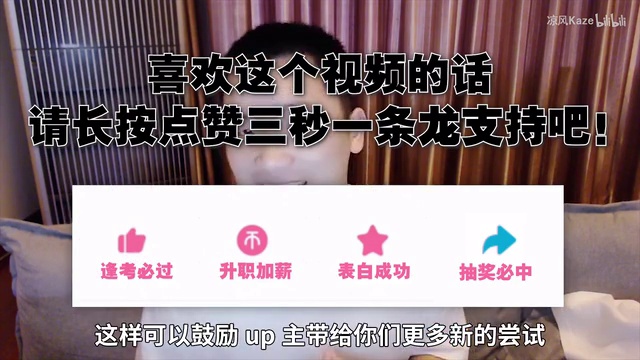 凉风Kaze bilibili
喜欢这个视频的话
请长按点赞三秒一条龙支持吧！
逢考必过 升职加薪 表白成功 抽奖必中
这样可以鼓励 up 主带给你们更多新的尝试